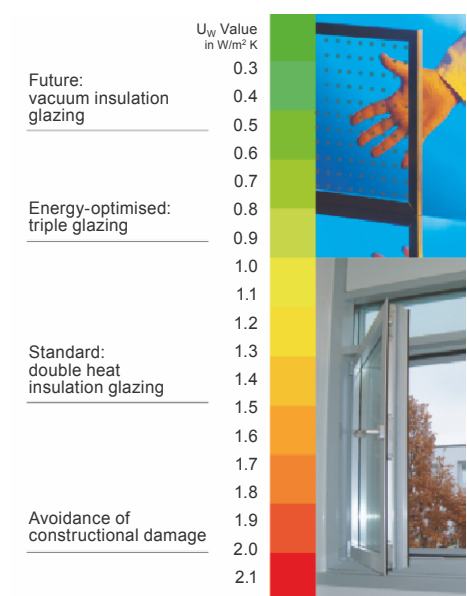 U_W Value
in W/m² K
0.3
Future:
vacuum insulation
glazing
0.4
0.5
0.6
0.7
Energy-optimised:
triple glazing
0.8
0.9
1.0
1.1
1.2
1.3
Standard:
double heat
insulation glazing
1.4
1.5
1.6
1.7
1.8
1.9
Avoidance of
constructional damage
2.0
2.1